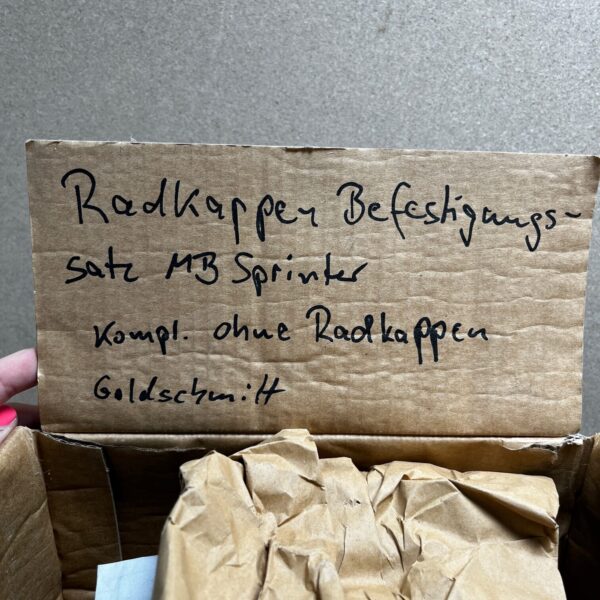 Radkappen Befestigungs-
satz MB Sprinter
Kompl. ohne Radkappen
Goldschmitt